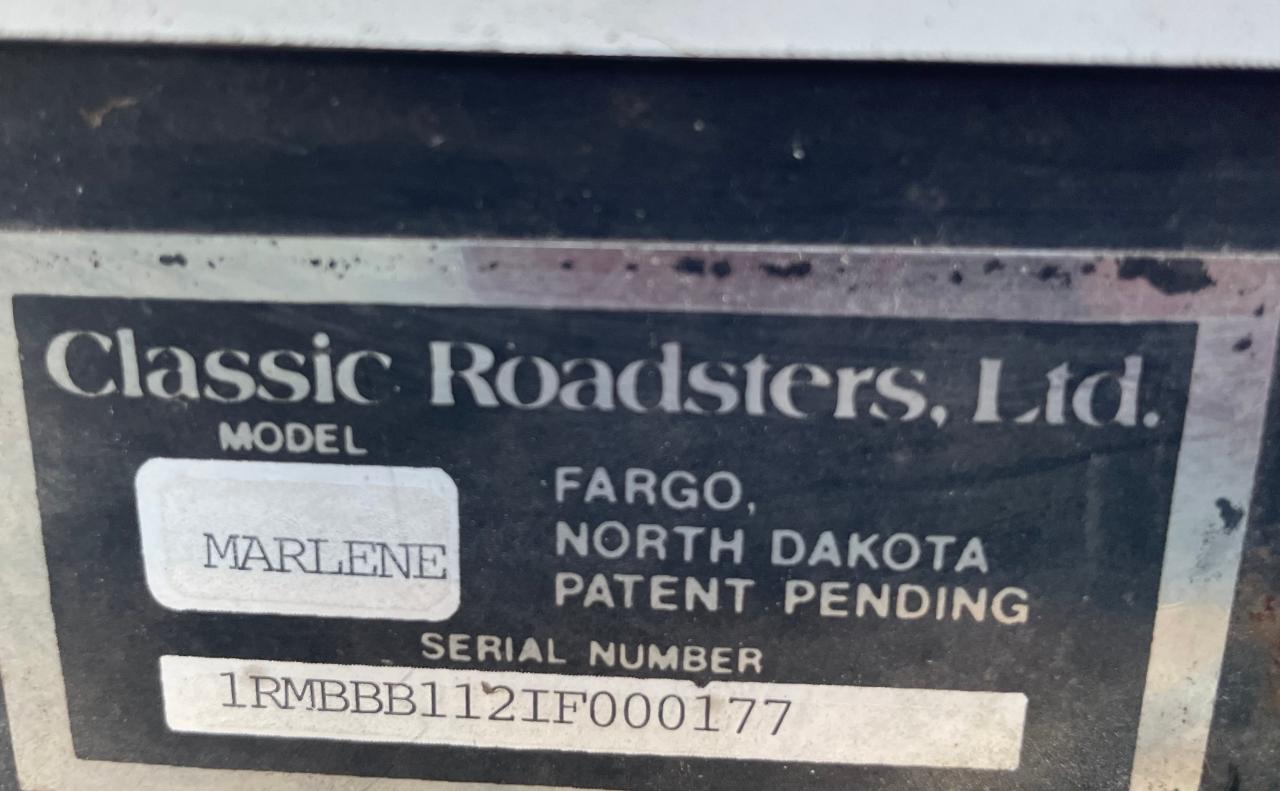 Classic Roadsters, Ltd.
MODEL
MARLENE
FARGO,
NORTH DAKOTA
PATENT PENDING
SERIAL NUMBER
1RMBBB112IF000177